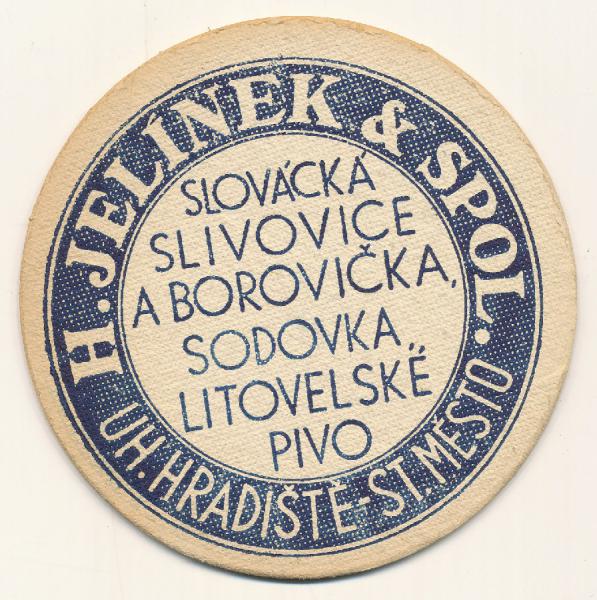 H. JELÍNEK & SPOL.
SLOVÁCKÁ
SLIVOVICE
A BOROVIČKA,
SODOVKA,
LITOVELSKÉ
PIVO
UH. HRADIŠTĚ-ST. MĚSTO